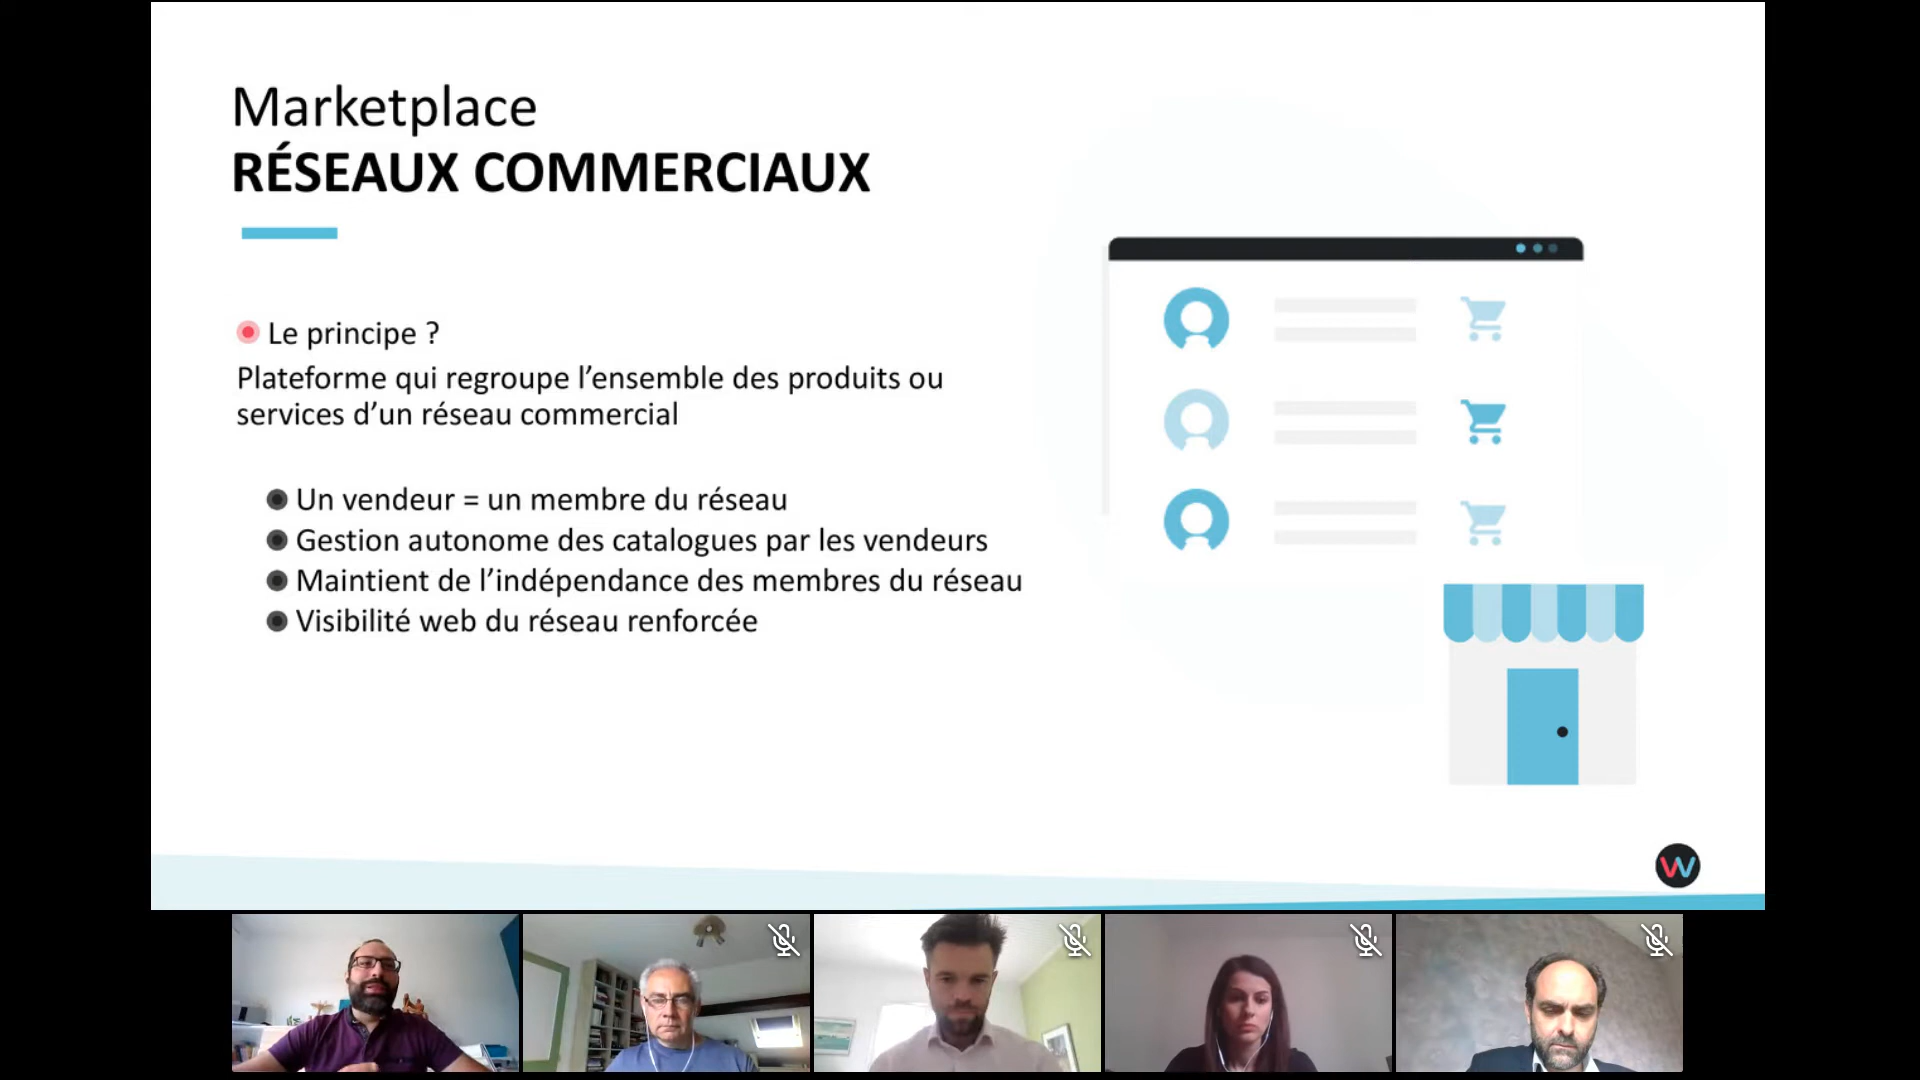 Marketplace
RÉSEAUX COMMERCIAUX
Le principe ?
Plateforme qui regroupe l’ensemble des produits ou
services d’un réseau commercial
Un vendeur = un membre du réseau
Gestion autonome des catalogues par les vendeurs
Maintient de l’indépendance des membres du réseau
Visibilité web du réseau renforcée
W